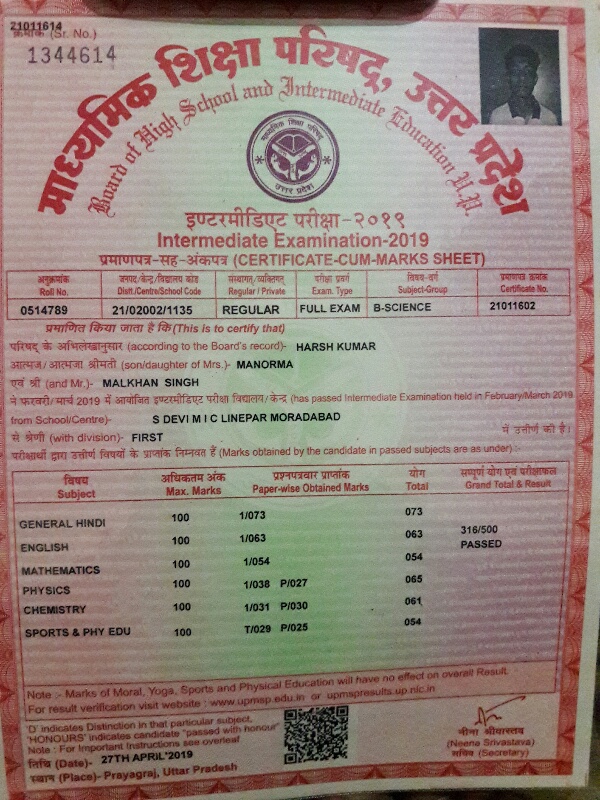 21011614
क्रमांक (Sr. No.)
1344614
माध्यमिक शिक्षा परिषद्, उत्तर प्रदेश
Board of High School and Intermediate Education U.P.
माध्यमिक शिक्षा परिषद्
उत्तर प्रदेश
इण्टरमीडिएट परीक्षा-२०१९
Intermediate Examination-2019
प्रमाणपत्र-सह-अंकपत्र (CERTIFICATE-CUM-MARKS SHEET)
अनुक्रमांक जनपद/केन्द्र/विद्यालय कोड संस्थागत/व्यक्तिगत परीक्षा प्रवर्ग विषय-वर्ग प्रमाणपत्र क्रमांक
Roll No. Distt./Centre/School Code Regular / Private Exam. Type Subject-Group Certificate No.
0514789 21/02002/1135 REGULAR FULL EXAM B-SCIENCE 21011602
प्रमाणित किया जाता है कि (This is to certify that)
परिषद के अभिलेखानुसार (according to the Board's record)- HARSH KUMAR
आत्मज/आत्मजा श्रीमती (son/daughter of Mrs.)- MANORMA
एवं श्री (and Mr.)- MALKHAN SINGH
ने फरवरी/मार्च 2019 में आयोजित इण्टरमीडिएट परीक्षा विद्यालय/केन्द्र (has passed Intermediate Examination held in February/March 2019
from School/Centre)- S DEVI M I C LINEPAR MORADABAD
से श्रेणी (with division)- FIRST में उत्तीर्ण की है।
परीक्षार्थी द्वारा उत्तीर्ण विषयों के प्राप्तांक निम्नवत हैं (Marks obtained by the candidate in passed subjects are as under) :-
विषय अधिकतम अंक प्रश्नपत्रवार प्राप्तांक योग सम्पूर्ण योग एवं परीक्षाफल
Subject Max. Marks Paper-wise Obtained Marks Total Grand Total & Result
GENERAL HINDI 100 1/073 073
ENGLISH 100 1/063 063 316/500
PASSED
MATHEMATICS 100 1/054 054
PHYSICS 100 1/038 P/027 065
CHEMISTRY 100 1/031 P/030 061
SPORTS & PHY EDU 100 T/029 P/025 054
Note :- Marks of Moral, Yoga, Sports and Physical Education will have no effect on overall Result.
For result verification visit website : www.upmsp.edu.in or upmspresults.up.nic.in
'D' indicates Distinction in that particular subject.
'HONOURS' indicates candidate "passed with honour"
Note : For Important Instructions see overleaf
तिथि (Date)- 27TH APRIL'2019
स्थान (Place)- Prayagraj, Uttar Pradesh
नीना श्रीवास्तव
(Neena Srivastava)
सचिव (Secretary)